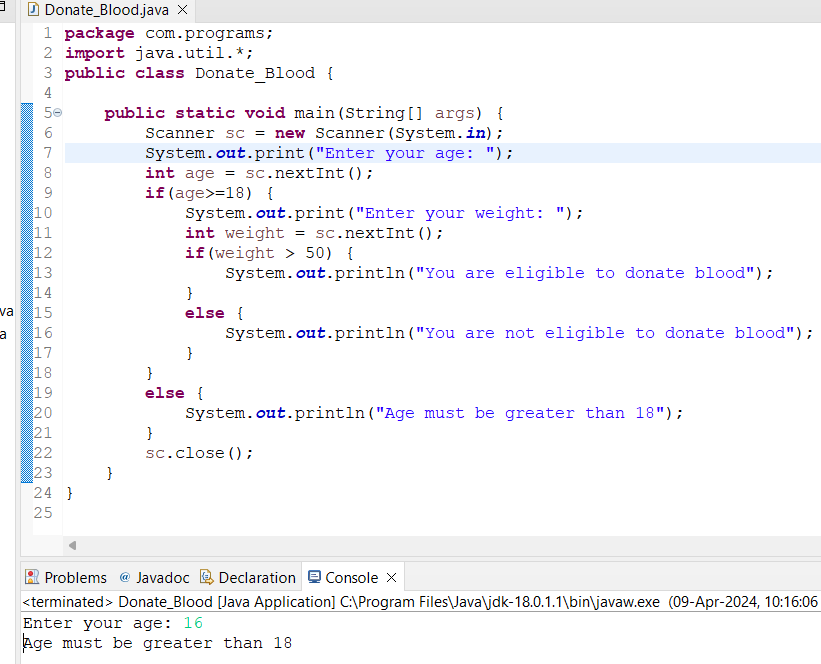 Donate_Blood.java
1 package com.programs;
2 import java.util.*;
3 public class Donate_Blood {
4
5     public static void main(String[] args) {
6         Scanner sc = new Scanner(System.in);
7         System.out.print("Enter your age: ");
8         int age = sc.nextInt();
9         if(age>=18) {
10             System.out.print("Enter your weight: ");
11             int weight = sc.nextInt();
12             if(weight > 50) {
13                 System.out.println("You are eligible to donate blood");
14             }
15             else {
16                 System.out.println("You are not eligible to donate blood");
17             }
18         }
19         else {
20             System.out.println("Age must be greater than 18");
21         }
22         sc.close();
23     }
24 }
25
va
a
Problems @ Javadoc Declaration Console
<terminated> Donate_Blood [Java Application] C:\Program Files\Java\jdk-18.0.1.1\bin\javaw.exe (09-Apr-2024, 10:16:06
Enter your age: 16
Age must be greater than 18